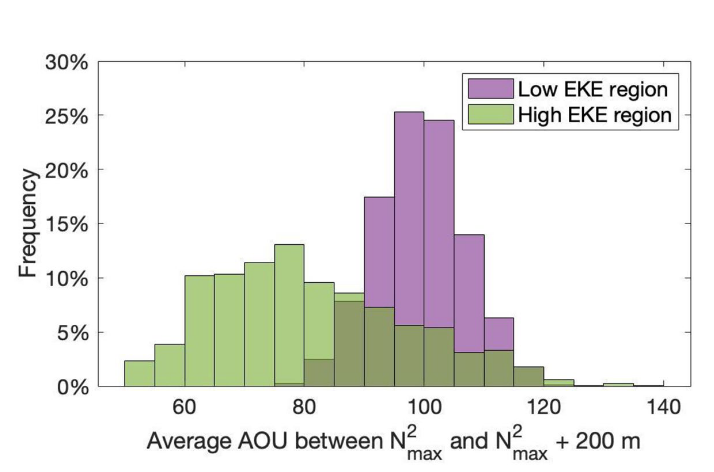 30%
25%
20%
15%
10%
5%
0%
Frequency
Low EKE region
High EKE region
60 80 100 120 140
Average AOU between N²max and N²max + 200 m